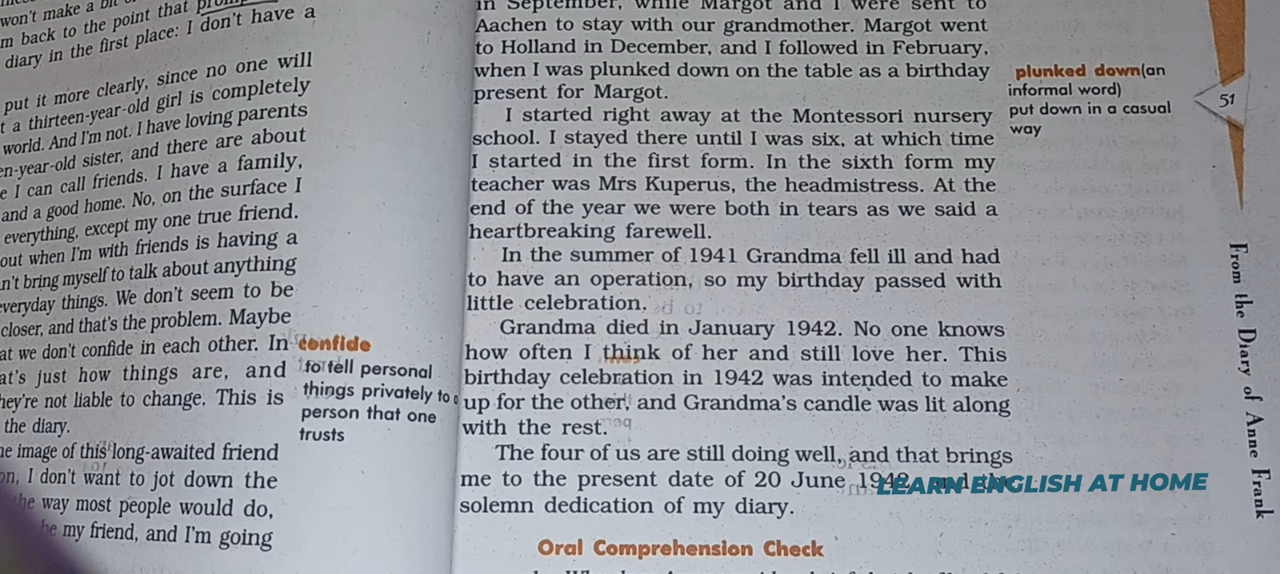 won't make a bit
m back to the point that
diary in the first place: I don't have a
put it more clearly, since no one will
t a thirteen-year-old girl is completely
world. And I'm not. I have loving parents
en-year-old sister, and there are about
e I can call friends. I have a family,
and a good home. No, on the surface I
everything, except my one true friend.
out when I'm with friends is having a
n't bring myself to talk about anything
everyday things. We don't seem to be
closer, and that's the problem. Maybe
at we don't confide in each other. In
at's just how things are, and
hey're not liable to change. This is
the diary.
he image of this long-awaited friend
on, I don't want to jot down the
he way most people would do,
be my friend, and I'm going
confide
to tell personal
things privately to
person that one
trusts
in September, while Margot and I were sent to
Aachen to stay with our grandmother. Margot went
to Holland in December, and I followed in February,
when I was plunked down on the table as a birthday
present for Margot.
I started right away at the Montessori nursery
school. I stayed there until I was six, at which time
I started in the first form. In the sixth form my
teacher was Mrs Kuperus, the headmistress. At the
end of the year we were both in tears as we said a
heartbreaking farewell.
In the summer of 1941 Grandma fell ill and had
to have an operation, so my birthday passed with
little celebration.
Grandma died in January 1942. No one knows
how often I think of her and still love her. This
birthday celebration in 1942 was intended to make
up for the other, and Grandma's candle was lit along
with the rest.
The four of us are still doing well, and that brings
me to the present date of 20 June 1942, and
solemn dedication of my diary.
Oral Comprehension Check
plunked down(an
informal word)
put down in a casual
way
51
From the Diary of Anne Frank
LEARN ENGLISH AT HOME